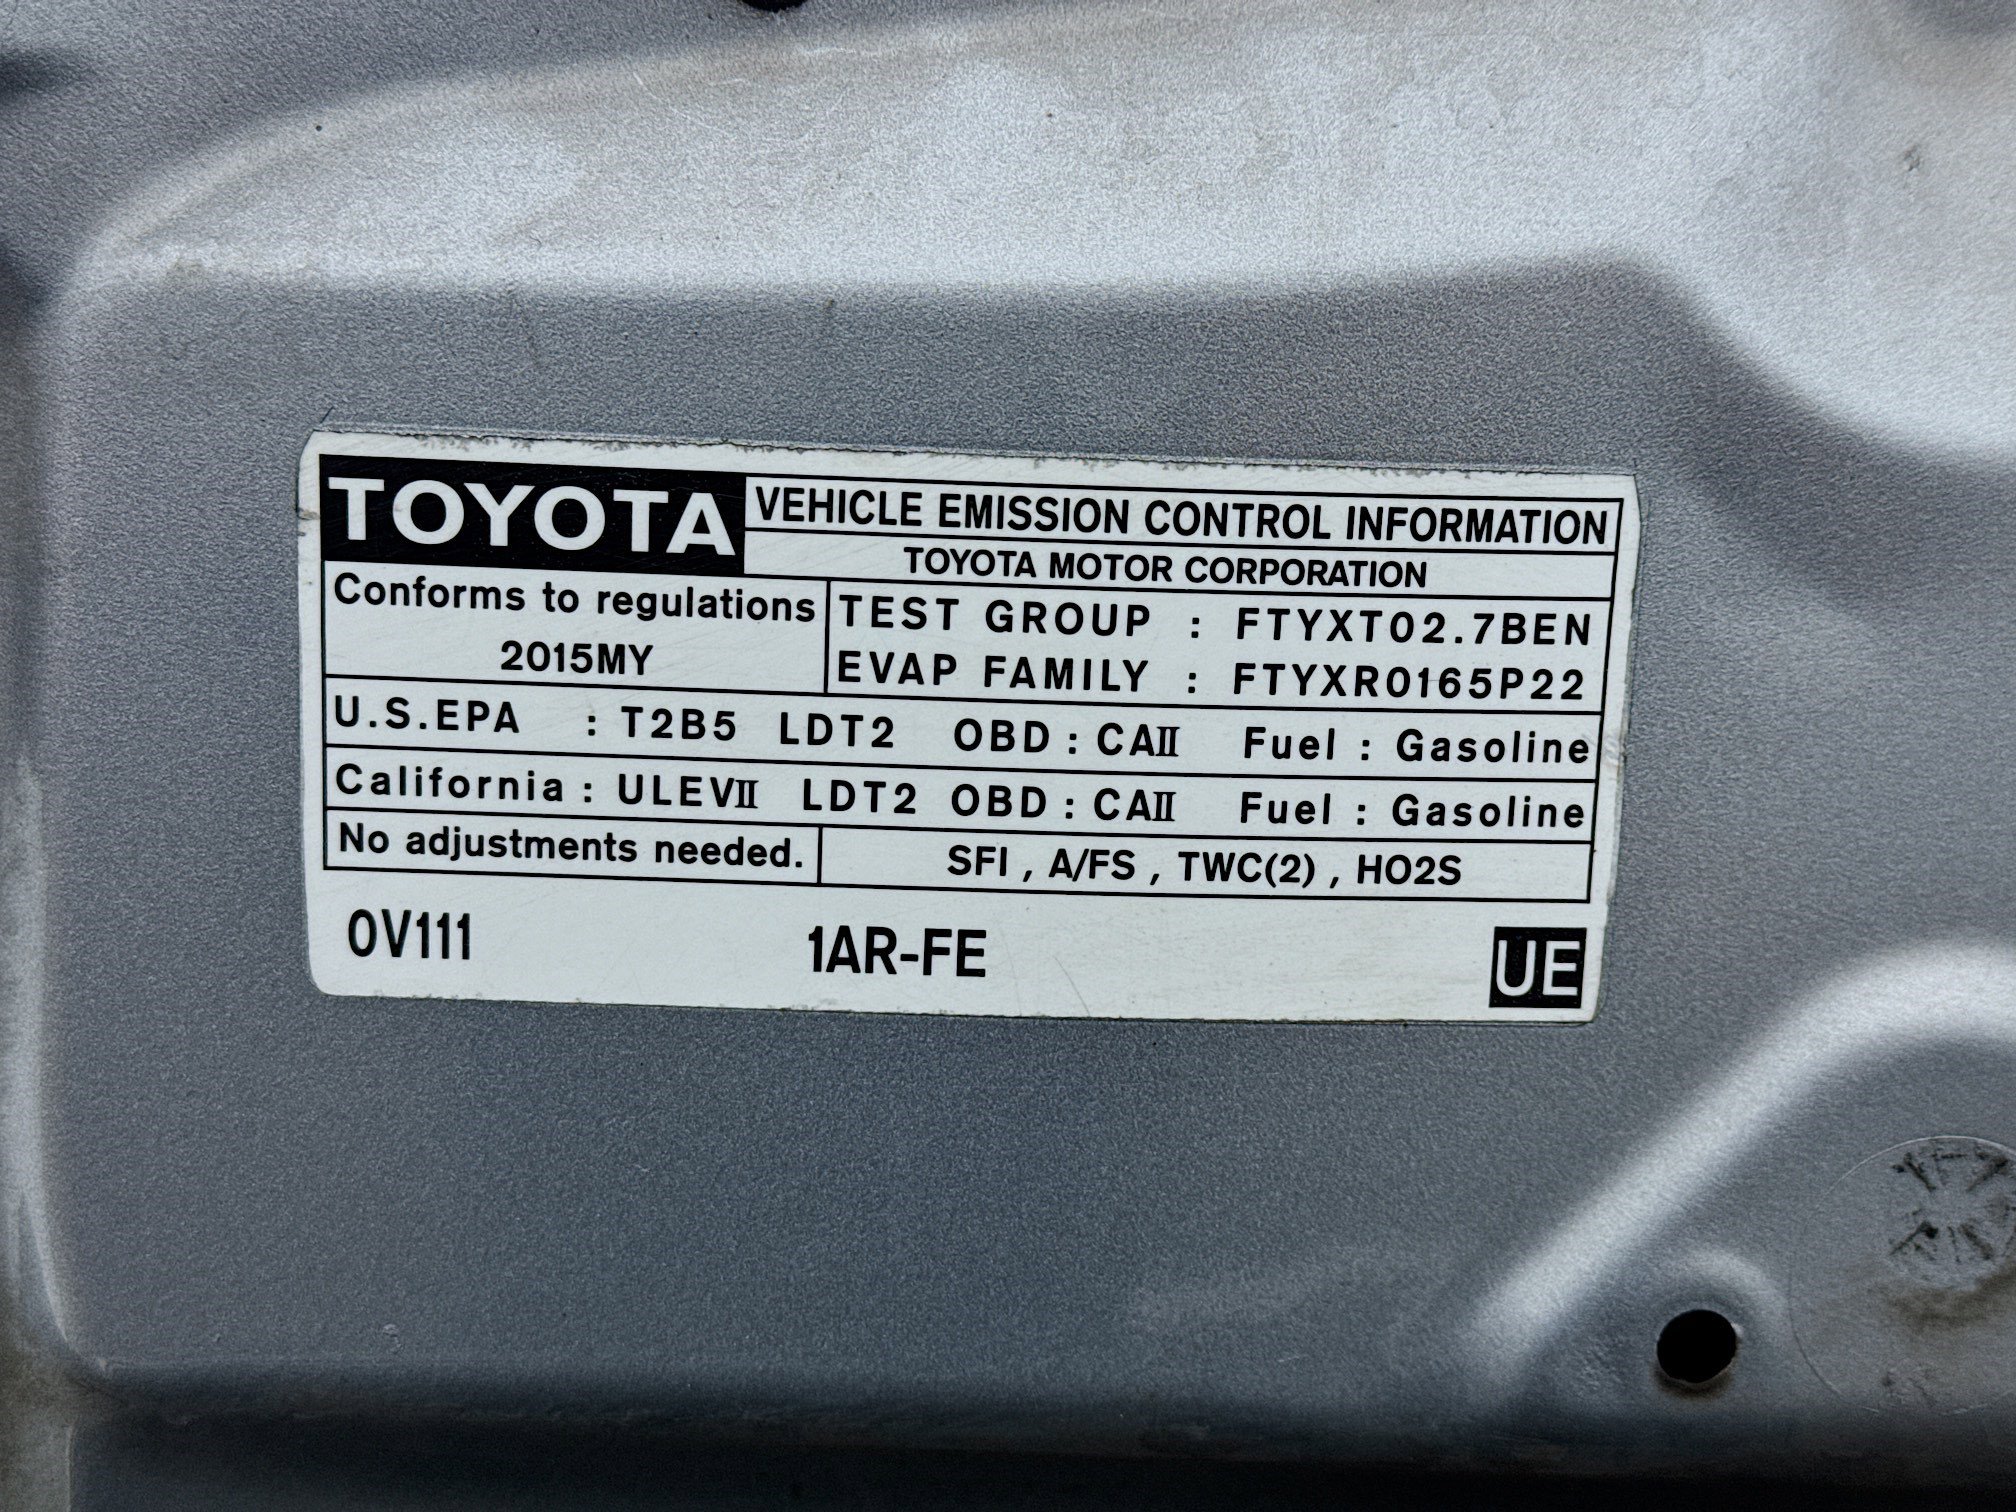 TOYOTA VEHICLE EMISSION CONTROL INFORMATION
TOYOTA MOTOR CORPORATION
Conforms to regulations
2015MY
TEST GROUP : FTYXT02.7BEN
EVAP FAMILY : FTYXR0165P22
U.S.EPA : T2B5 LDT2 OBD : CAII Fuel : Gasoline
California : ULEVII LDT2 OBD : CAII Fuel : Gasoline
No adjustments needed. SFI , A/FS , TWC(2) , HO2S
0V111 1AR-FE UE